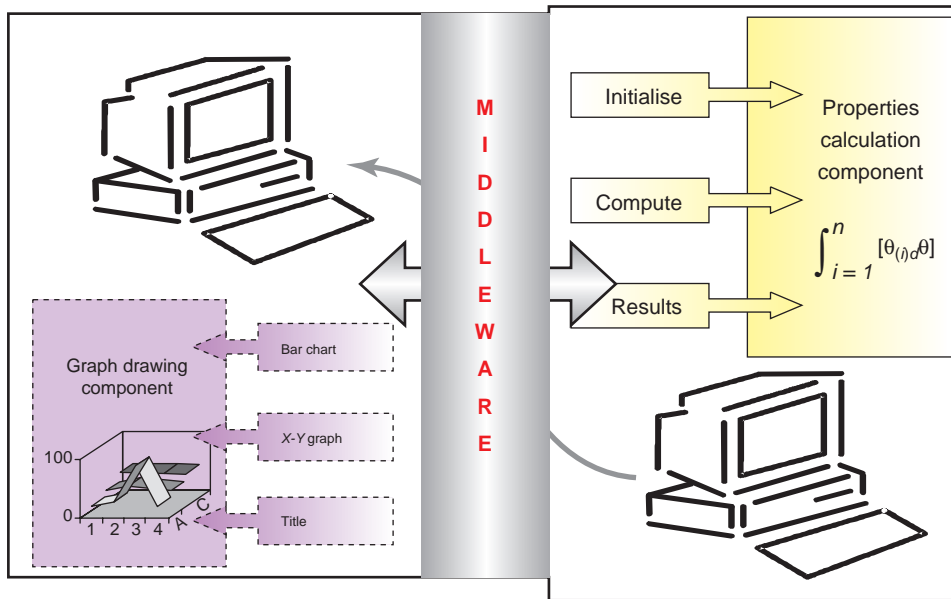 M
I
D
D
L
E
W
A
R
E
Graph drawing
component
100
0
1 2 3 4 A C
Bar chart
X-Y graph
Title
Initialise
Compute
Results
Properties
calculation
component
∫ n i = 1 [θ(i)dθ]